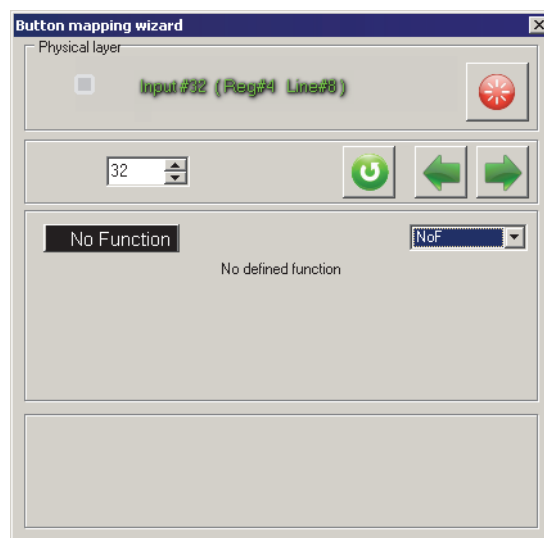 Button mapping wizard
Physical layer
Input#32 (Reg#4 Line#8)
32
No Function
NoF
No defined function